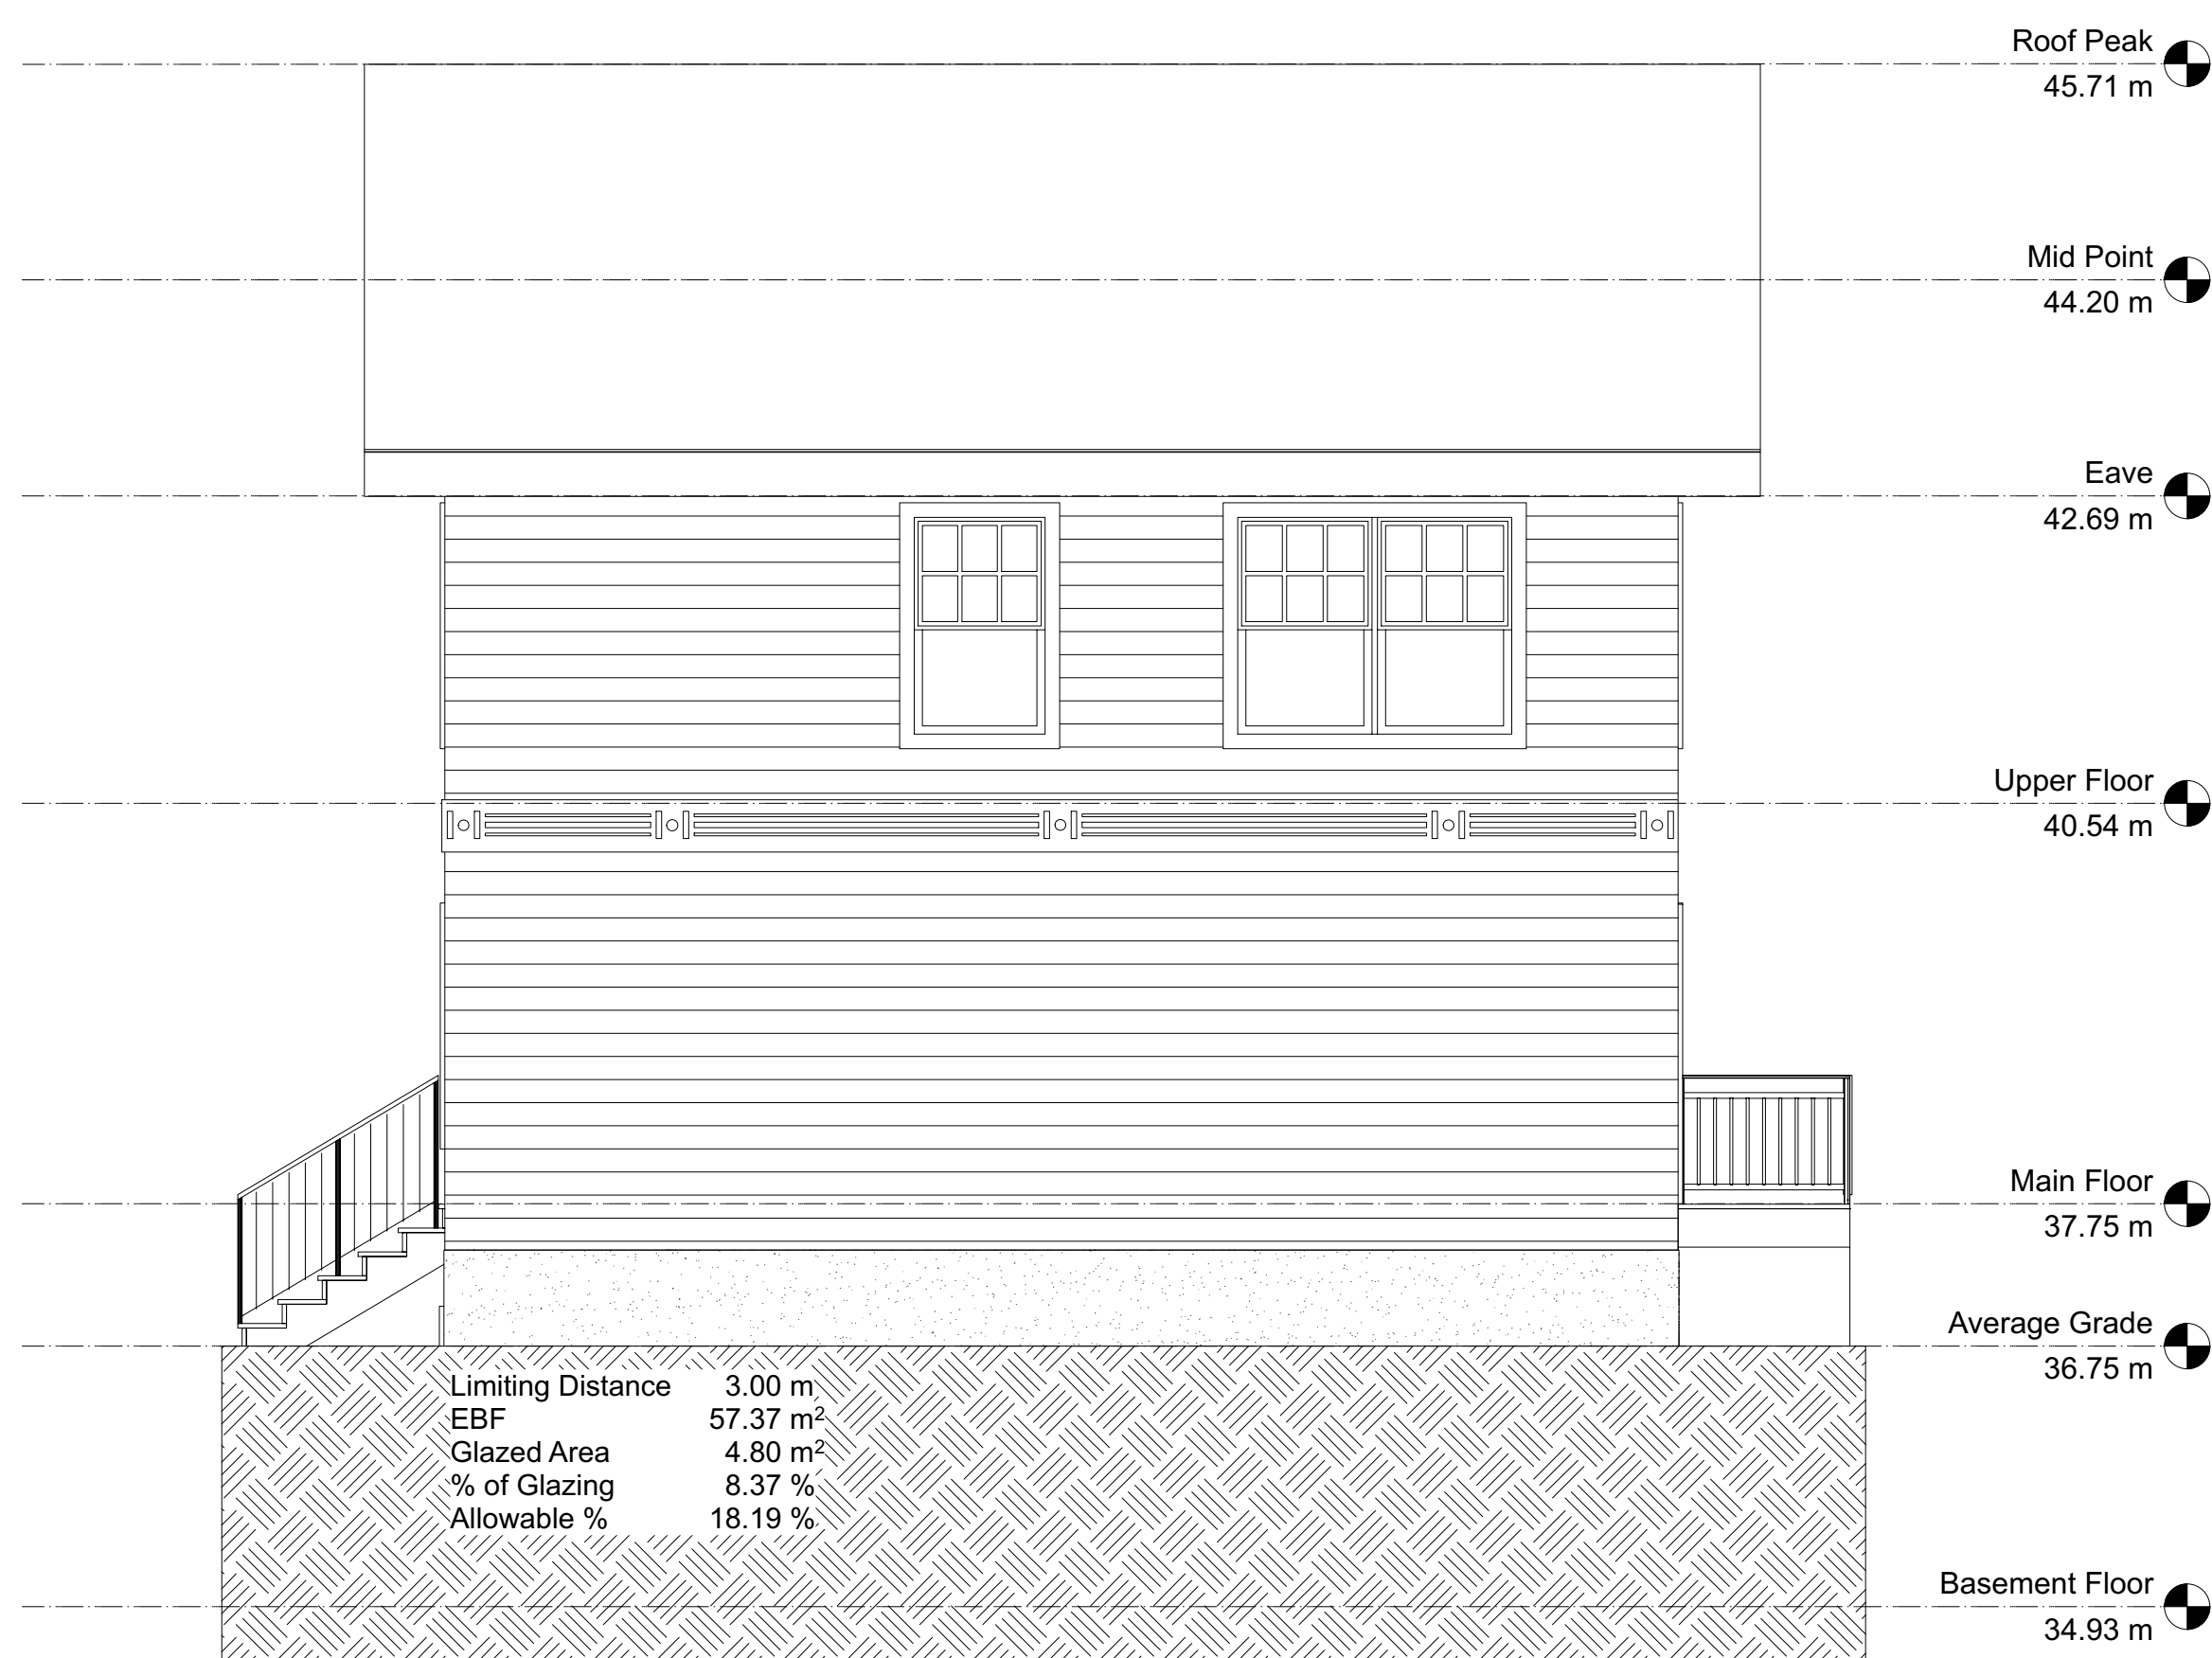 Roof Peak
45.71 m
Mid Point
44.20 m
Eave
42.69 m
Upper Floor
40.54 m
Main Floor
37.75 m
Average Grade
36.75 m
Limiting Distance 3.00 m
EBF 57.37 m²
Glazed Area 4.80 m²
% of Glazing 8.37 %
Allowable % 18.19 %
Basement Floor
34.93 m